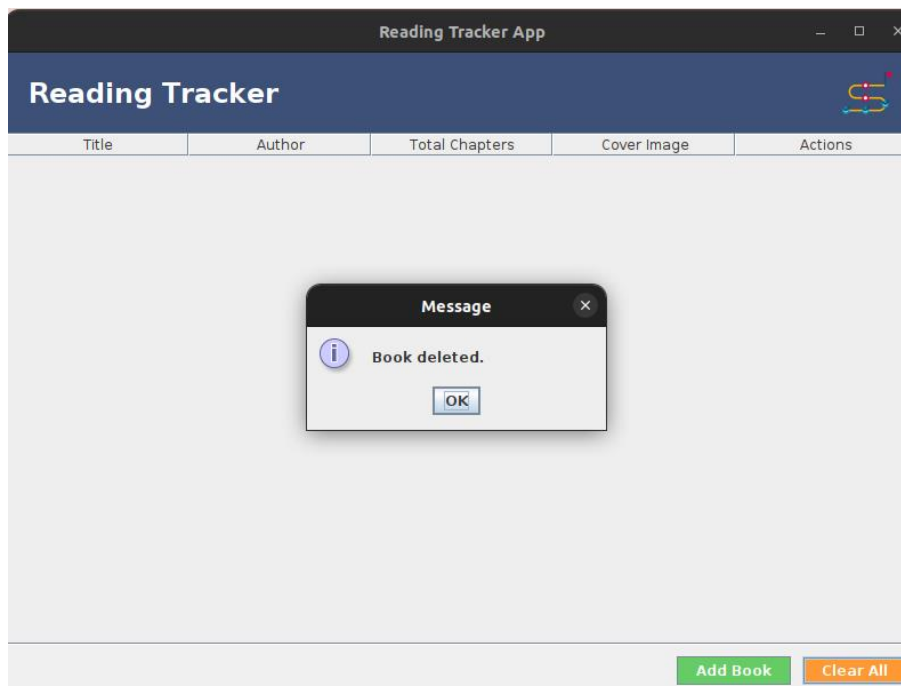 Reading Tracker App
Reading Tracker
Title Author Total Chapters Cover Image Actions
Message
Book deleted.
OK
Add Book Clear All